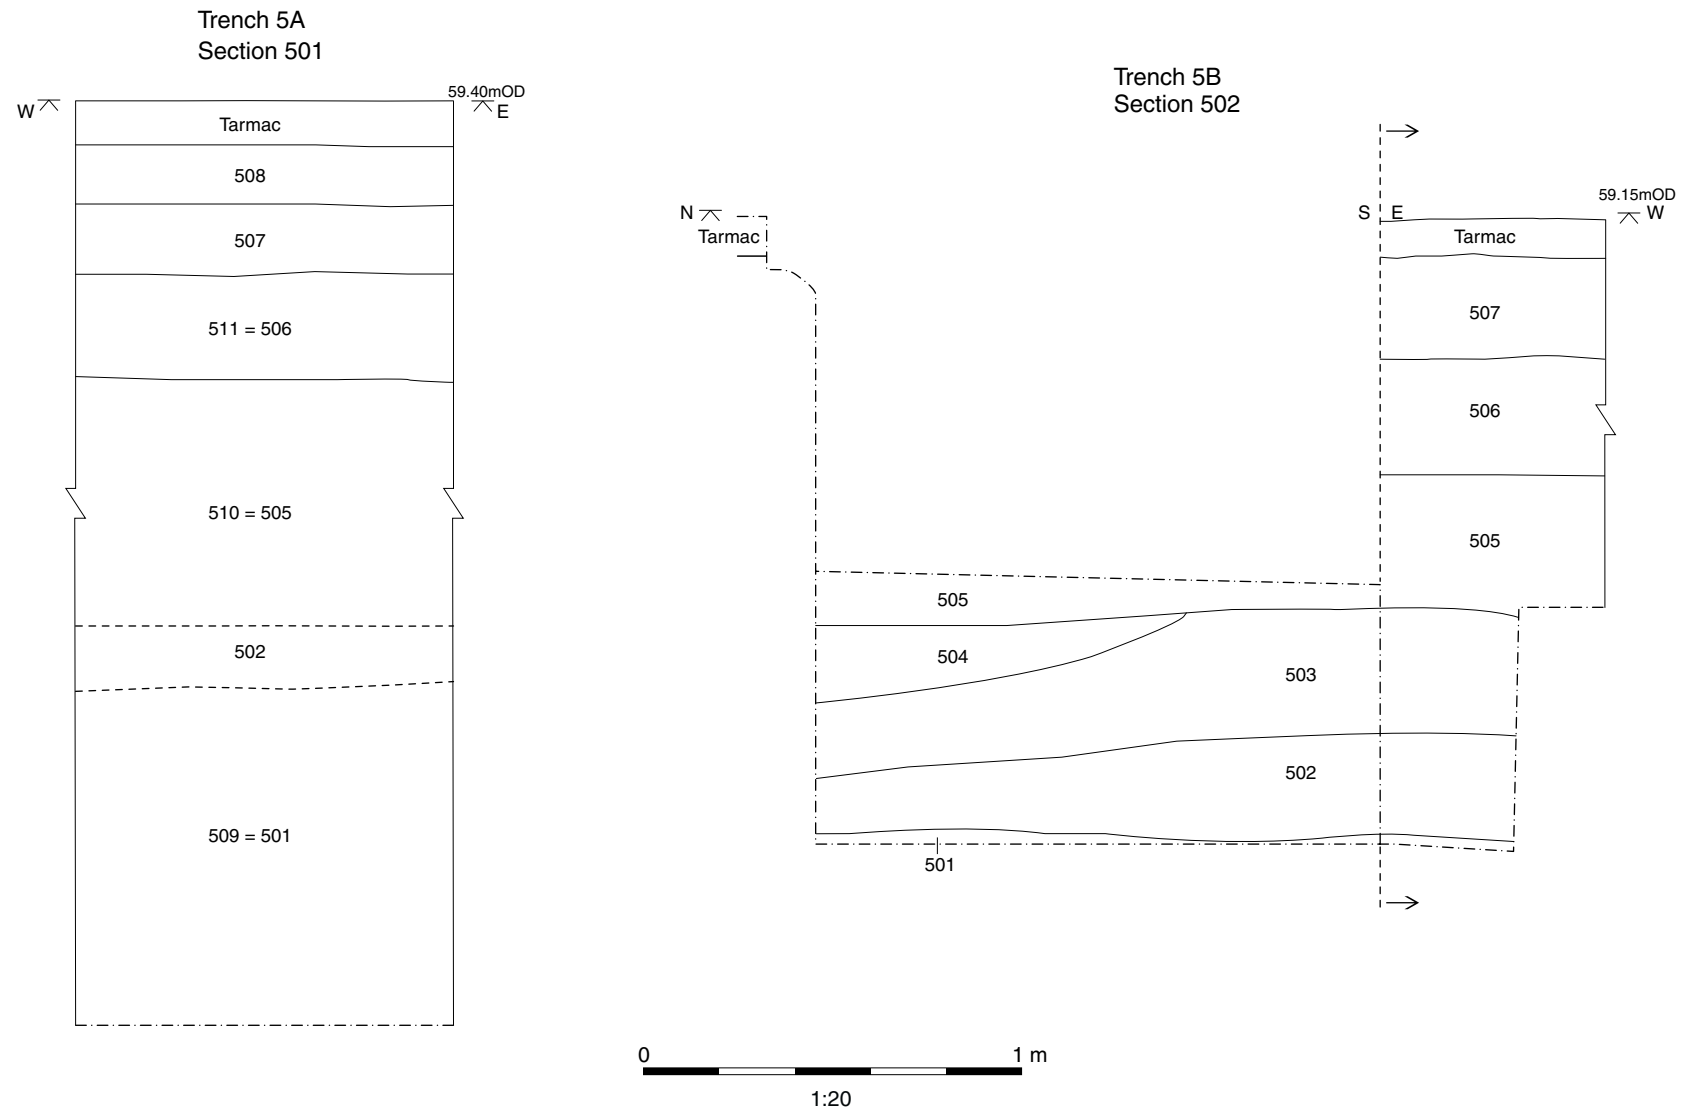 Trench 5A
Section 501
W
59.40mOD
E
Tarmac
508
507
511 = 506
510 = 505
502
509 = 501
Trench 5B
Section 502
N
Tarmac
S E
59.15mOD
W
Tarmac
507
506
505
505
504
503
502
501
0 1 m
1:20